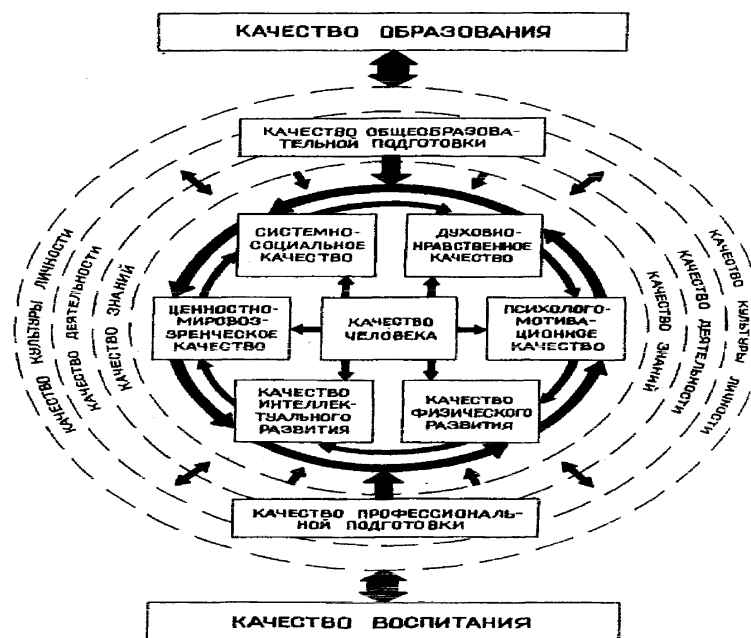 КАЧЕСТВО ОБРАЗОВАНИЯ
КАЧЕСТВО ОБЩЕОБРАЗОВА-
ТЕЛЬНОЙ ПОДГОТОВКИ
СИСТЕМНО-
СОЦИАЛЬНОЕ
КАЧЕСТВО
ДУХОВНО-
НРАВСТВЕННОЕ
КАЧЕСТВО
КАЧЕСТВО КУЛЬТУРЫ ЛИЧНОСТИ
КАЧЕСТВО ДЕЯТЕЛЬНОСТИ
КАЧЕСТВО ЗНАНИЙ
ЦЕННОСТНО-
МИРОВОЗ-
ЗРЕНЧЕСКОЕ
КАЧЕСТВО
КАЧЕСТВО
ЧЕЛОВЕКА
ПСИХОЛОГО-
МОТИВА-
ЦИОННОЕ
КАЧЕСТВО
КАЧЕСТВО ЗНАНИЙ
КАЧЕСТВО ДЕЯТЕЛЬНОСТИ
КАЧЕСТВО КУЛЬТУРЫ ЛИЧНОСТИ
КАЧЕСТВО
ИНТЕЛЛЕК-
ТУАЛЬНОГО
РАЗВИТИЯ
КАЧЕСТВО
ФИЗИЧЕСКОГО
РАЗВИТИЯ
КАЧЕСТВО ПРОФЕССИОНАЛЬ-
НОЙ ПОДГОТОВКИ
КАЧЕСТВО ВОСПИТАНИЯ